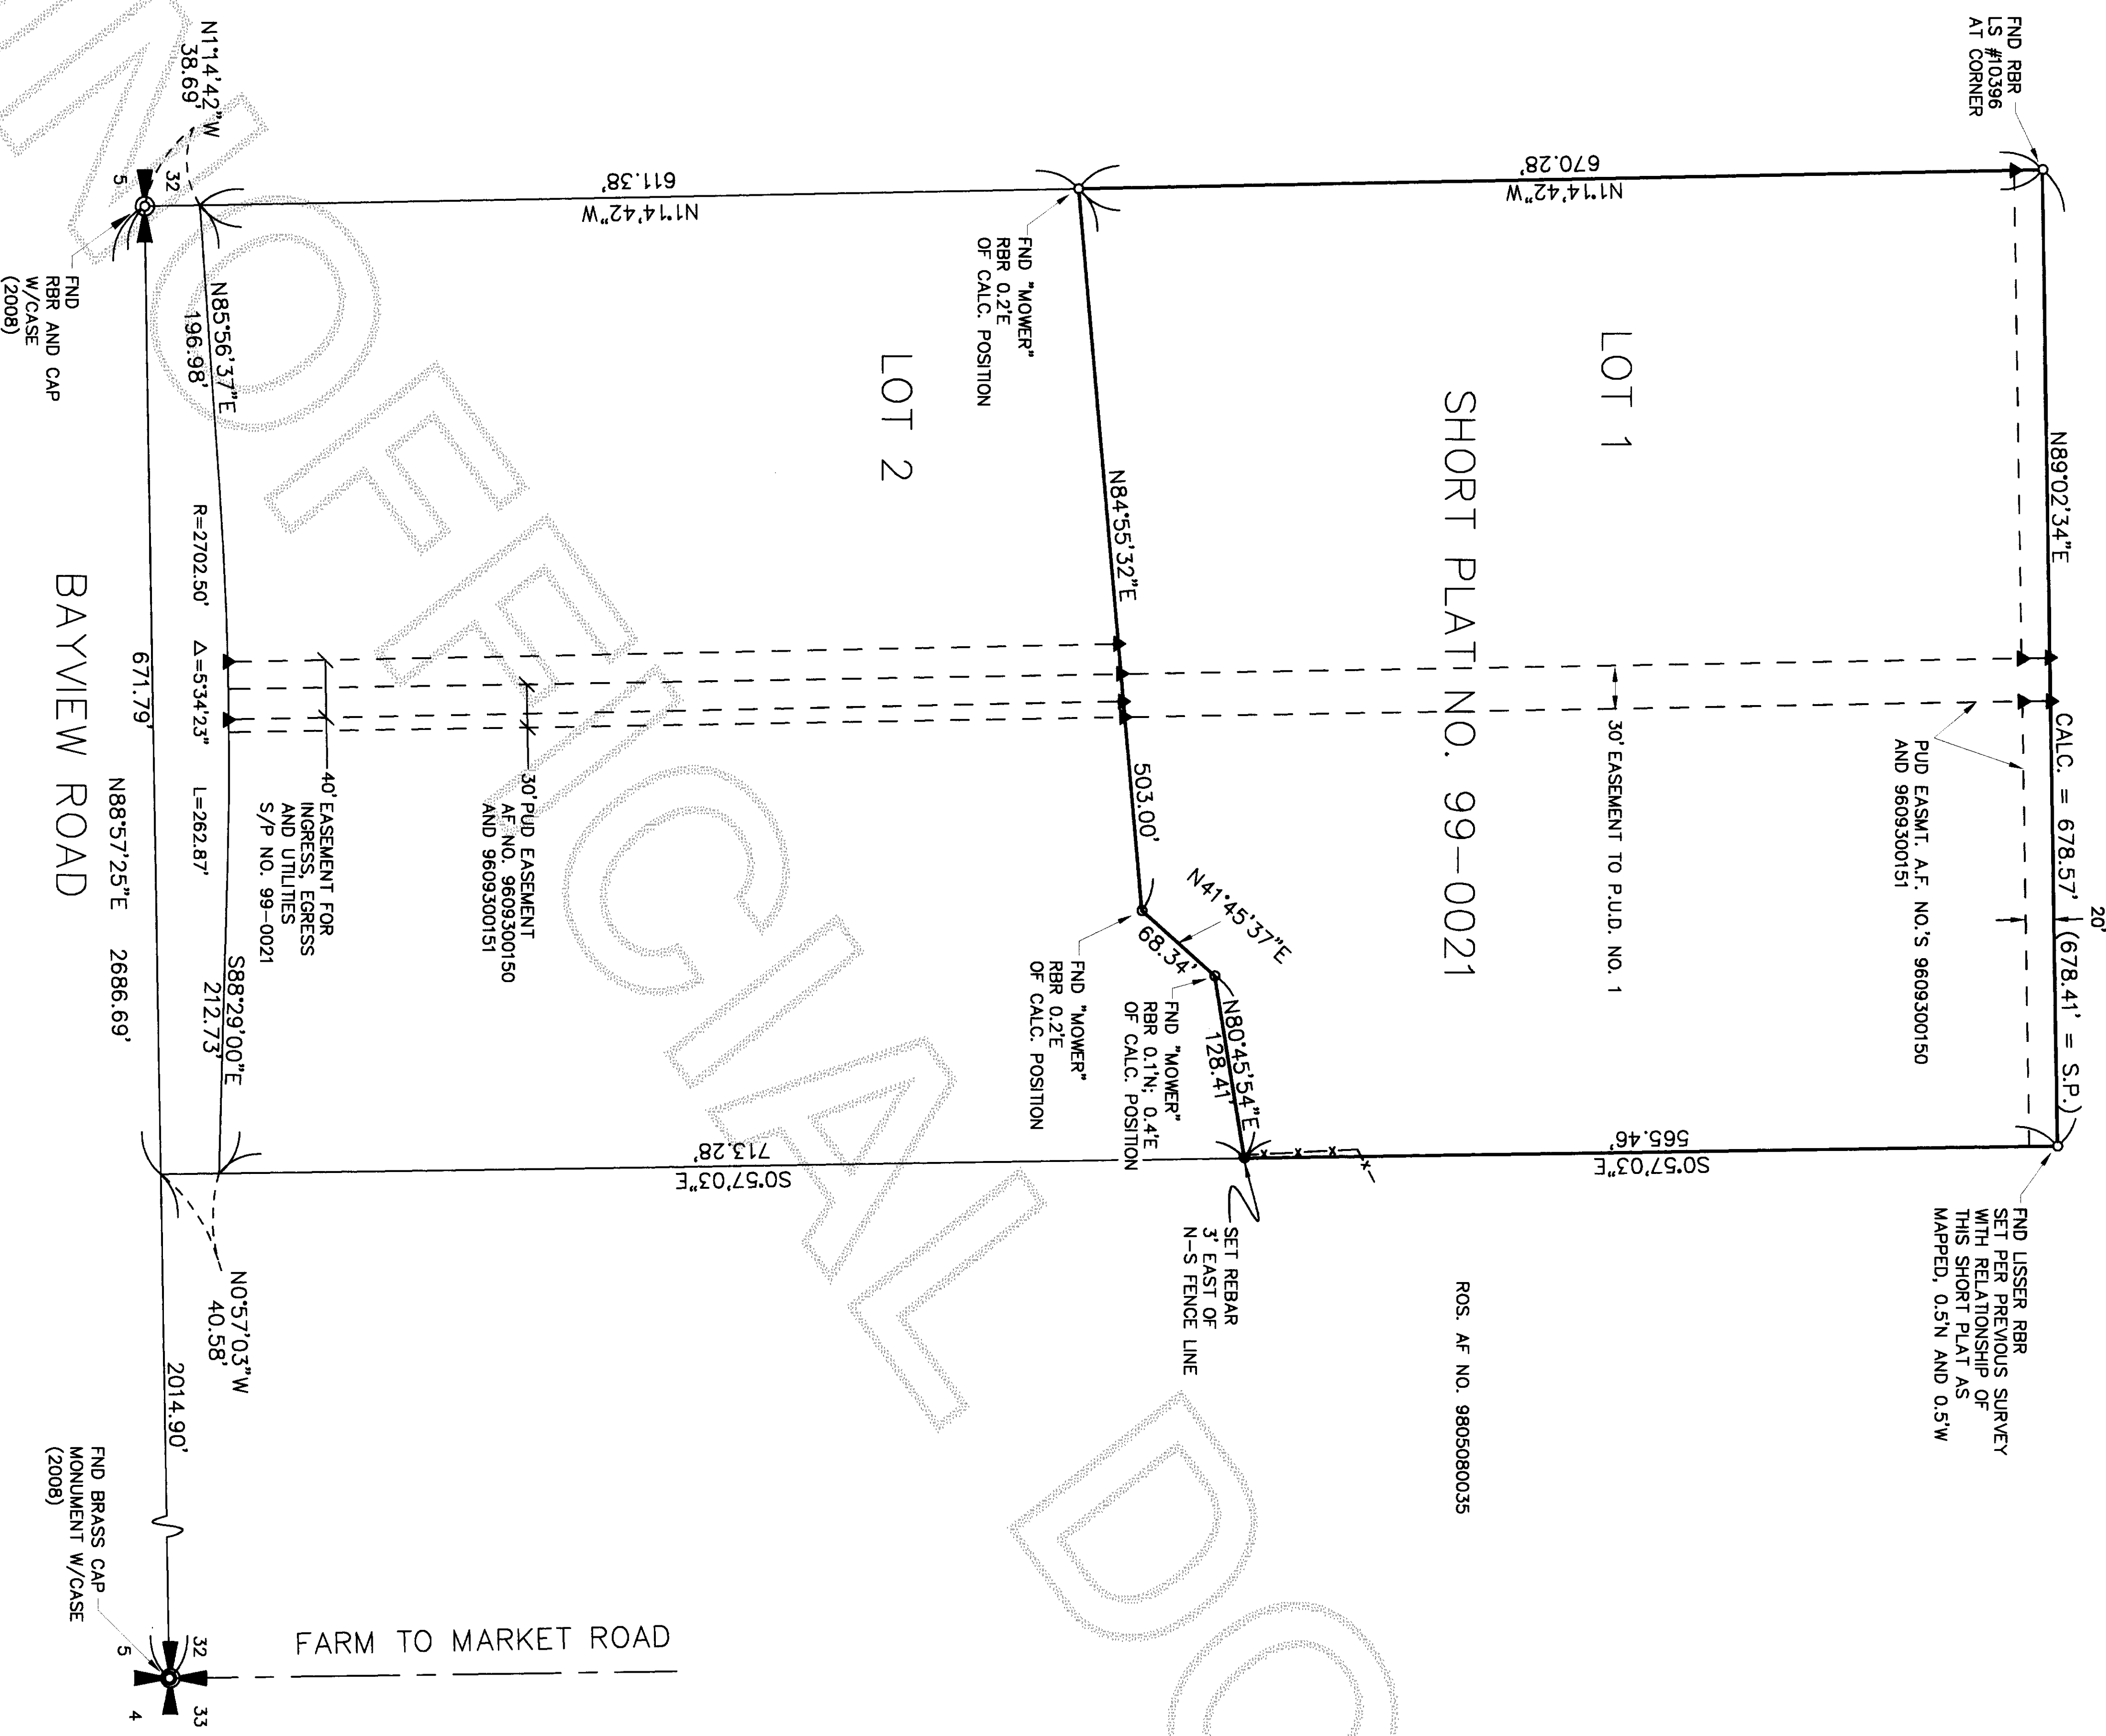 FND RBR
LS #10396
AT CORNER
N89°02'34"E
CALC. = 678.57' (678.41' = S.P.)
20'
FND LISSER RBR
SET PER PREVIOUS SURVEY
WITH RELATIONSHIP OF
THIS SHORT PLAT AS
MAPPED, 0.5'N AND 0.5'W
PUD EASMT. A.F. NO.'S 9609300150
AND 9609300151
670.28'
N1°14'42"W
LOT 1
30' EASEMENT TO P.U.D. NO. 1
565.46'
S0°57'03"E
SHORT PLAT NO. 99-0021
ROS. AF NO. 9805080035
FND "MOWER"
RBR 0.2'E
OF CALC. POSITION
N84°55'32"E
503.00'
N41°45'37"E
68.34'
N80°45'54"E
128.41'
FND "MOWER"
RBR 0.1'N; 0.4'E
OF CALC. POSITION
FND "MOWER"
RBR 0.2'E
OF CALC. POSITION
SET REBAR
3' EAST OF
N-S FENCE LINE
LOT 2
611.38'
N1°14'42"W
713.28'
S0°57'03"E
30' PUD EASEMENT
AF NO. 9609300150
AND 9609300151
40' EASEMENT FOR
INGRESS, EGRESS
AND UTILITIES
S/P NO. 99-0021
N1°14'42"W
38.69'
N85°56'37"E
196.98'
R=2702.50' Δ=5°34'23" L=262.87'
S88°29'00"E
212.73'
N0°57'03"W
40.58'
32
5
671.79'
2014.90'
N88°57'25"E 2686.69'
BAYVIEW ROAD
FND
RBR AND CAP
W/CASE
(2008)
FARM TO MARKET ROAD
FND BRASS CAP
MONUMENT W/CASE
(2008)
32
33
5
4
x x x x